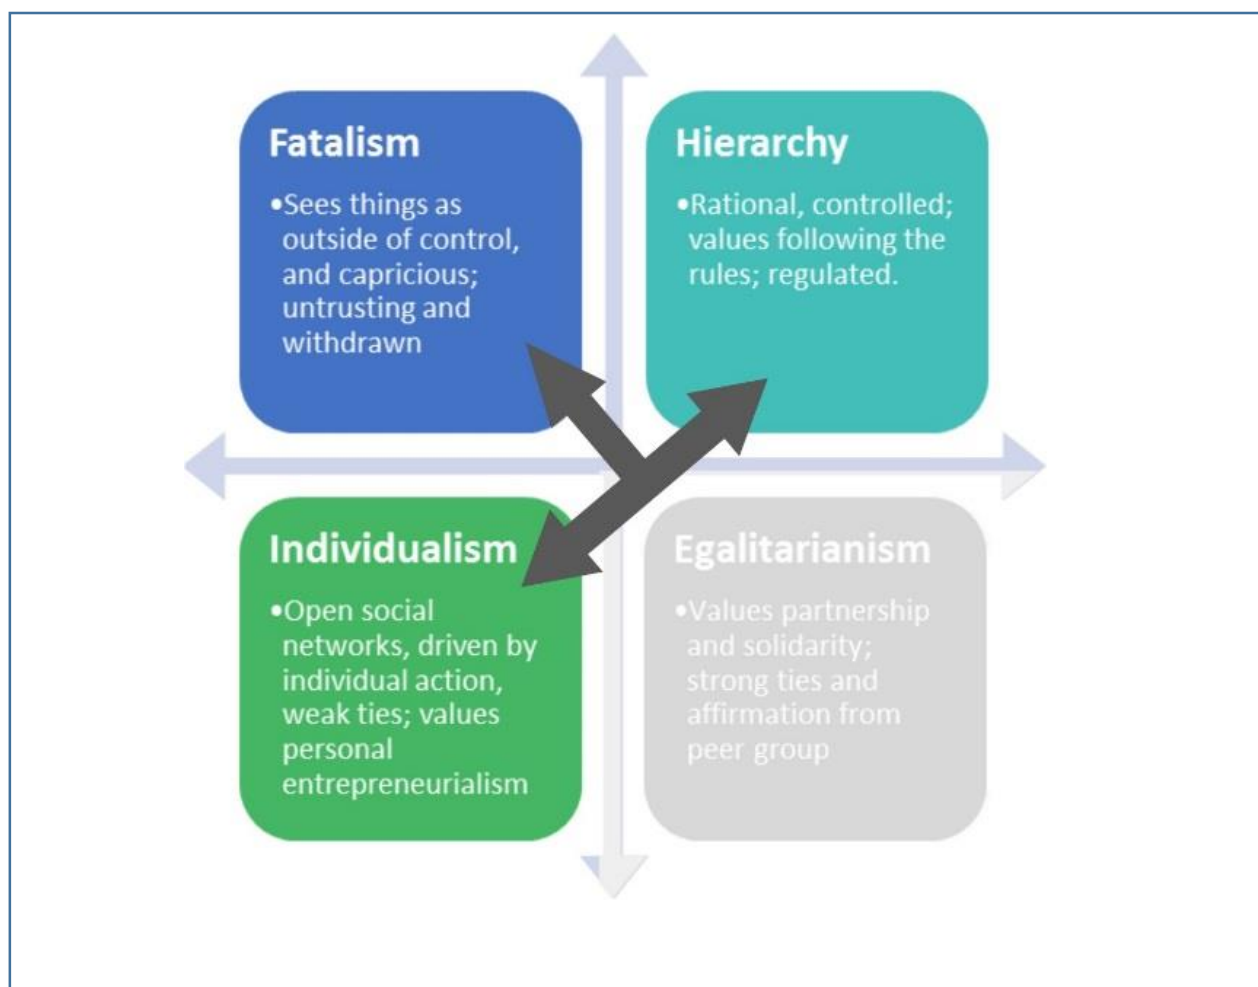 Fatalism
•Sees things as
outside of control,
and capricious;
untrusting and
withdrawn
Hierarchy
•Rational, controlled;
values following the
rules; regulated.
Individualism
•Open social
networks, driven by
individual action,
weak ties; values
personal
entrepreneurialism
Egalitarianism
•Values partnership
and solidarity;
strong ties and
affirmation from
peer group